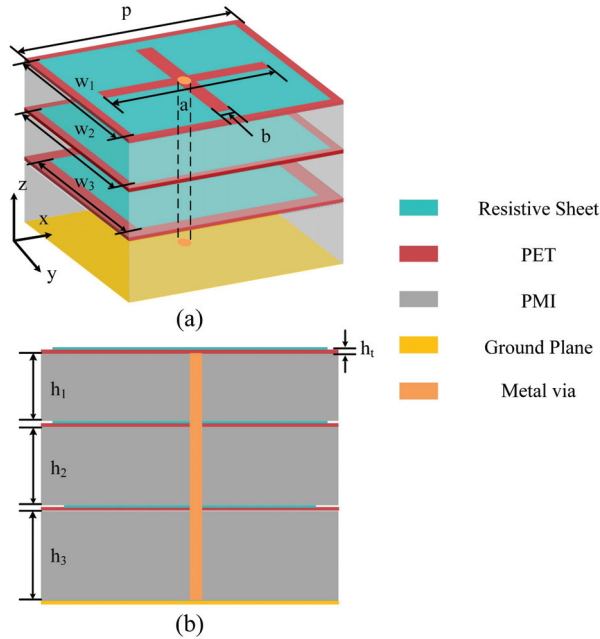 p
w1
a
w2
b
w3
z
x
y
(a)
Resistive Sheet
PET
PMI
Ground Plane
Metal via
ht
h1
h2
h3
(b)